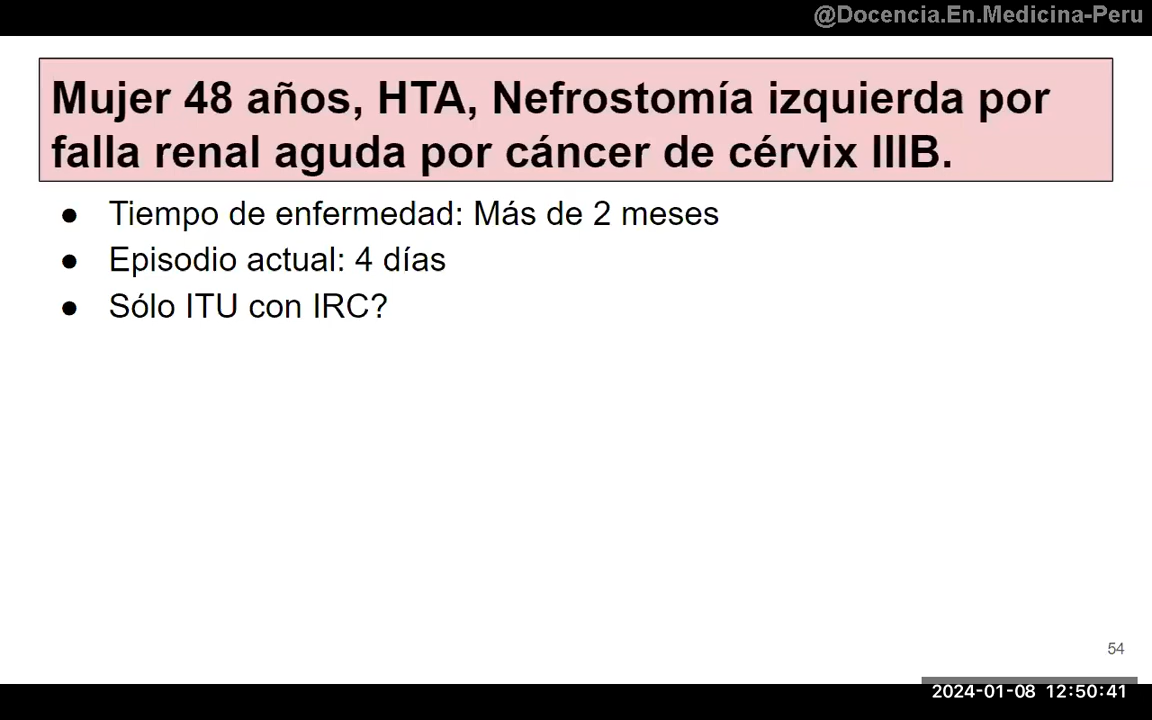 @Docencia.En.Medicina-Peru
Mujer 48 años, HTA, Nefrostomía izquierda por
falla renal aguda por cáncer de cérvix IIIB.
● Tiempo de enfermedad: Más de 2 meses
● Episodio actual: 4 días
● Sólo ITU con IRC?
54
2024-01-08 12:50:41